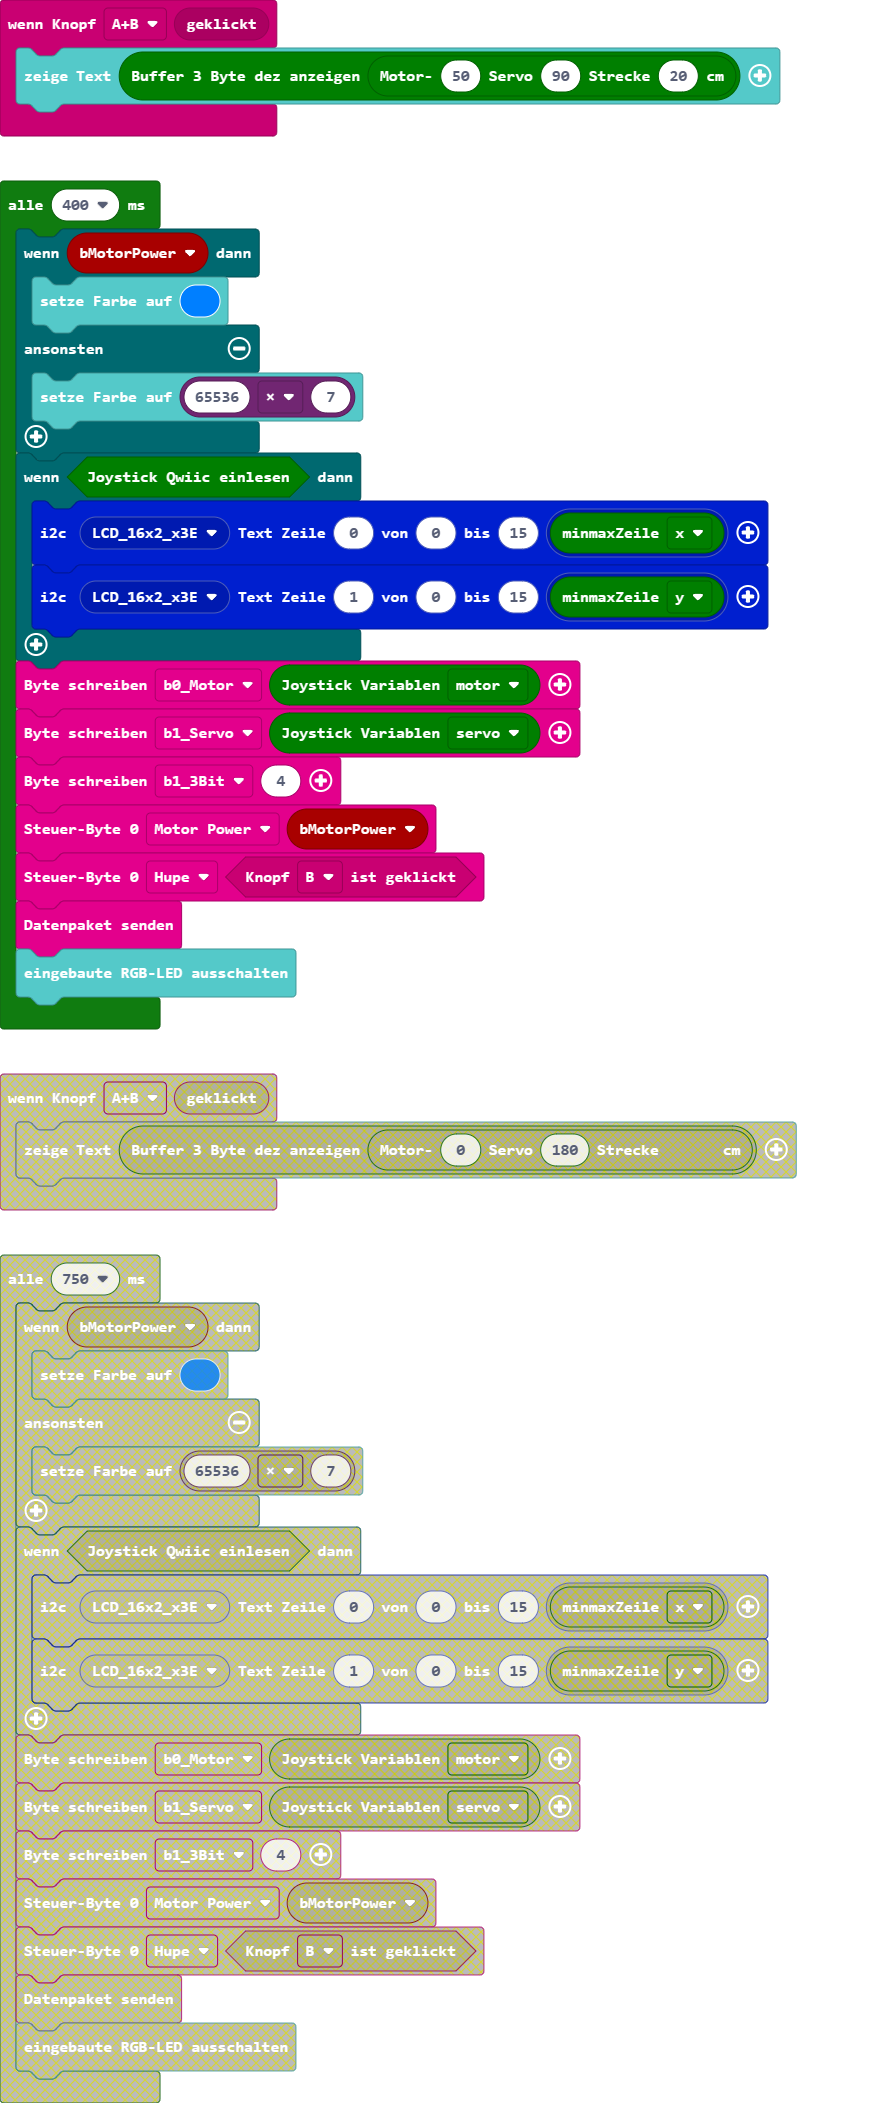 wenn Knopf A+B geklickt
zeige Text Buffer 3 Byte dez anzeigen Motor- 50 Servo 90 Strecke 20 cm
alle 400 ms
wenn bMotorPower dann
setze Farbe auf
ansonsten
setze Farbe auf 65536 × 7
wenn Joystick Qwiic einlesen dann
i2c LCD_16x2_x3E Text Zeile 0 von 0 bis 15 minmaxZeile x
i2c LCD_16x2_x3E Text Zeile 1 von 0 bis 15 minmaxZeile y
Byte schreiben b0_Motor Joystick Variablen motor
Byte schreiben b1_Servo Joystick Variablen servo
Byte schreiben b1_3Bit 4
Steuer-Byte 0 Motor Power bMotorPower
Steuer-Byte 0 Hupe Knopf B ist geklickt
Datenpaket senden
eingebaute RGB-LED ausschalten
wenn Knopf A+B geklickt
zeige Text Buffer 3 Byte dez anzeigen Motor- 0 Servo 180 Strecke cm
alle 750 ms
wenn bMotorPower dann
setze Farbe auf
ansonsten
setze Farbe auf 65536 × 7
wenn Joystick Qwiic einlesen dann
i2c LCD_16x2_x3E Text Zeile 0 von 0 bis 15 minmaxZeile x
i2c LCD_16x2_x3E Text Zeile 1 von 0 bis 15 minmaxZeile y
Byte schreiben b0_Motor Joystick Variablen motor
Byte schreiben b1_Servo Joystick Variablen servo
Byte schreiben b1_3Bit 4
Steuer-Byte 0 Motor Power bMotorPower
Steuer-Byte 0 Hupe Knopf B ist geklickt
Datenpaket senden
eingebaute RGB-LED ausschalten